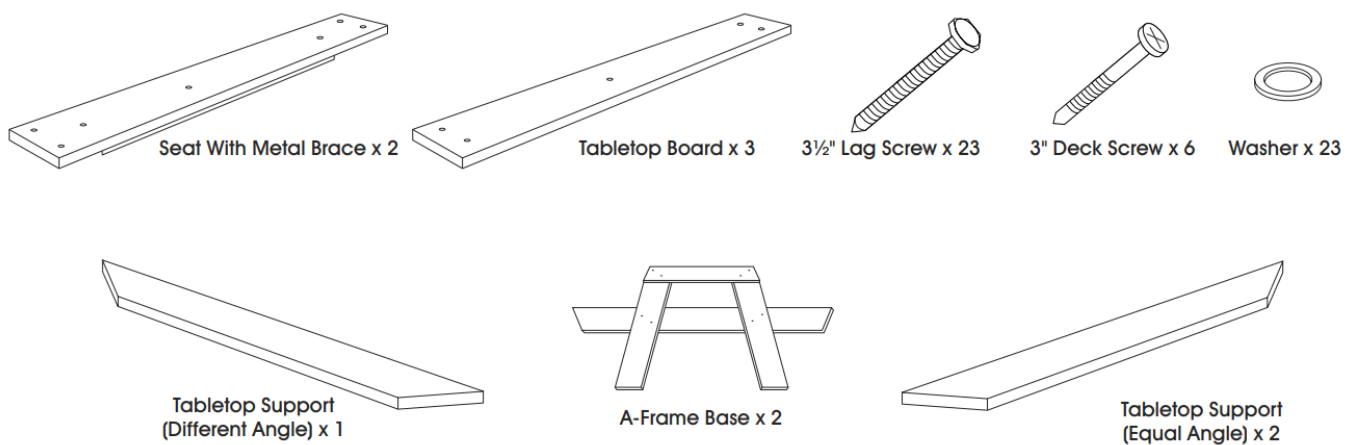 Seat With Metal Brace x 2
Tabletop Board x 3
3½" Lag Screw x 23
3" Deck Screw x 6
Washer x 23
Tabletop Support
(Different Angle) x 1
A-Frame Base x 2
Tabletop Support
(Equal Angle) x 2